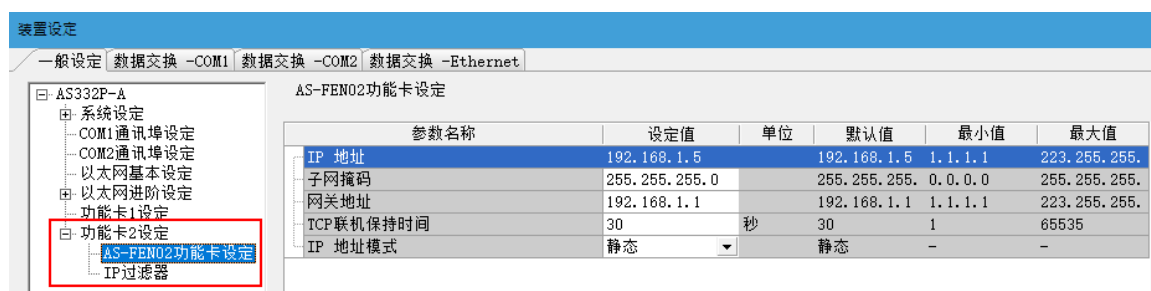 装置设定
一般设定 数据交换 -COM1 数据交换 -COM2 数据交换 -Ethernet
AS332P-A
系统设定
COM1通讯埠设定
COM2通讯埠设定
以太网基本设定
以太网进阶设定
功能卡1设定
功能卡2设定
AS-FEN02功能卡设定
IP过滤器
AS-FEN02功能卡设定
参数名称 设定值 单位 默认值 最小值 最大值
IP 地址 192.168.1.5 192.168.1.5 1.1.1.1 223.255.255.
子网掩码 255.255.255.0 255.255.255. 0.0.0.0 255.255.255.
网关地址 192.168.1.1 192.168.1.1 1.1.1.1 223.255.255.
TCP联机保持时间 30 秒 30 1 65535
IP 地址模式 静态 静态 - -